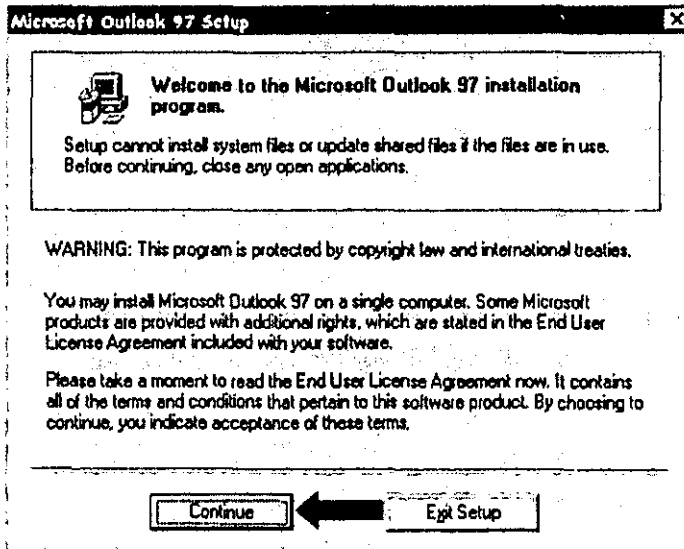 Microsoft Outlook 97 Setup
Welcome to the Microsoft Outlook 97 installation
program.
Setup cannot install system files or update shared files if the files are in use.
Before continuing, close any open applications.
WARNING: This program is protected by copyright law and international treaties.
You may install Microsoft Outlook 97 on a single computer. Some Microsoft
products are provided with additional rights, which are stated in the End User
License Agreement included with your software.
Please take a moment to read the End User License Agreement now. It contains
all of the terms and conditions that pertain to this software product. By choosing to
continue, you indicate acceptance of these terms.
Continue
Exit Setup